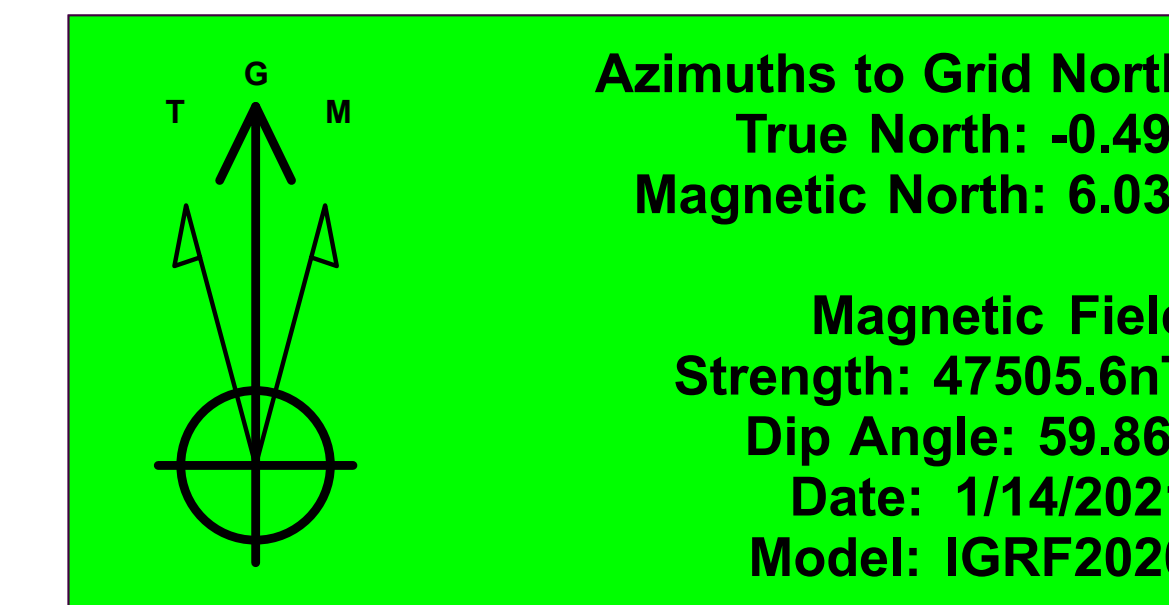 G
T M
Azimuths to Grid North
True North: -0.49
Magnetic North: 6.03
Magnetic Field
Strength: 47505.6nT
Dip Angle: 59.86
Date: 1/14/202
Model: IGRF202